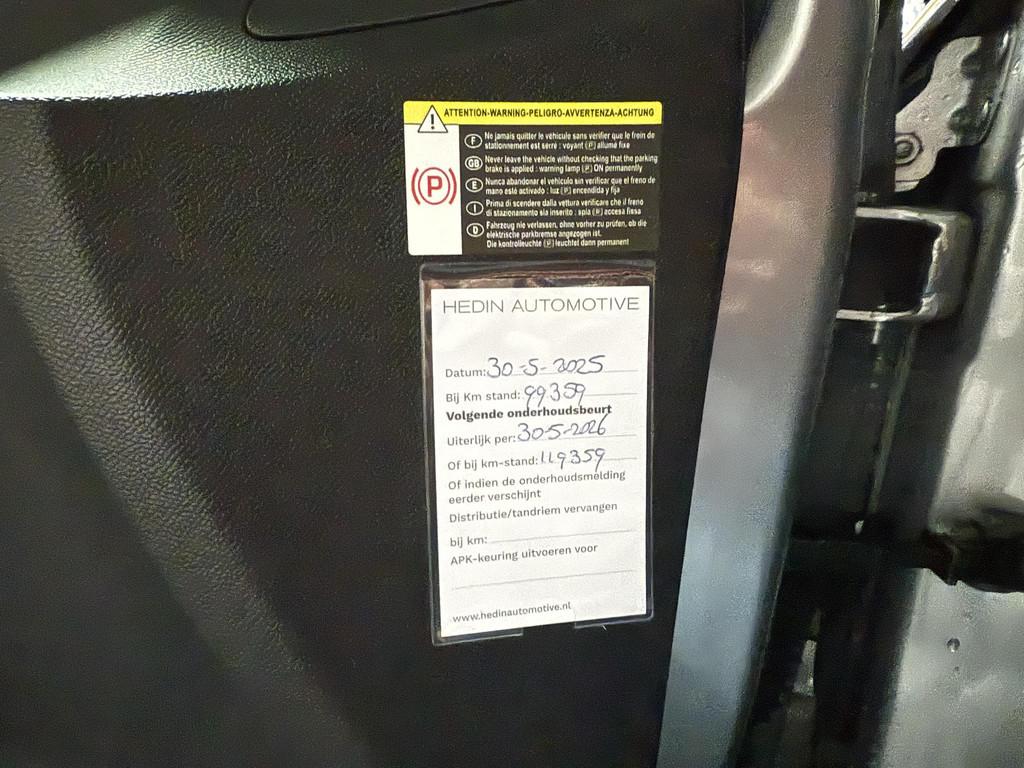 ATTENTION-WARNING-PELIGRO-AVVERTENZA-ACHTUNG
F Ne jamais quitter le véhicule sans vérifier que le frein de
stationnement est serré : voyant (P) allumé fixe
GB Never leave the vehicle without checking that the parking
brake is applied : warning lamp (P) ON permanently
E Nunca abandonar el vehículo sin verificar que el freno de
mano esté activado : luz (P) encendida y fija
I Prima di scendere dalla vettura verificare che il freno
di stazionamento sia inserito : spia (P) accesa fissa
D Fahrzeug nie verlassen, ohne vorher zu prüfen, ob die
elektrische parkbremse angezogen ist.
Die kontrolleuchte (P) leuchtet dann permanent
(P)
HEDIN AUTOMOTIVE
Datum: 30-5-2025
Bij Km stand: 99359
Volgende onderhoudsbeurt
Uiterlijk per: 30-5-2026
Of bij km-stand: 119359
Of indien de onderhoudsmelding
eerder verschijnt
Distributie/tandriem vervangen
bij km:
APK-keuring uitvoeren voor
www.hedinautomotive.nl